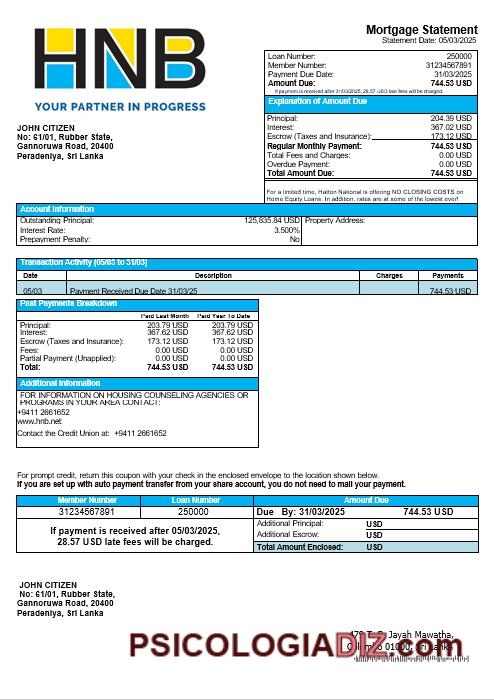 HNB
YOUR PARTNER IN PROGRESS
Mortgage Statement
Statement Date: 05/03/2025
Loan Number: 250000
Member Number: 31234567891
Payment Due Date: 31/03/2025
Amount Due: 744.53 USD
If payment is received after 31/03/2025, 28.57 USD late fees will be charged.
Explanation of Amount Due
Principal: 204.39 USD
Interest: 367.02 USD
Escrow (Taxes and Insurance): 173.12 USD
Regular Monthly Payment: 744.53 USD
Total Fees and Charges: 0.00 USD
Overdue Payment: 0.00 USD
Total Amount Due: 744.53 USD
For a limited time, Hatton National is offering NO CLOSING COSTS on
Home Equity Loans. In addition, rates are at some of the lowest ever!
JOHN CITIZEN
No: 61/01, Rubber State,
Gannoruwa Road, 20400
Peradeniya, Sri Lanka
Account Information
Outstanding Principal: 125,835.84 USD Property Address:
Interest Rate: 3.500%
Prepayment Penalty: No
Transaction Activity (05/03 to 31/03)
Date Description Charges Payments
05/03 Payment Received Due Date 31/03/25 744.53 USD
Past Payments Breakdown
Paid Last Month Paid Year To Date
Principal: 203.79 USD 203.79 USD
Interest: 367.62 USD 367.62 USD
Escrow (Taxes and Insurance): 173.12 USD 173.12 USD
Fees: 0.00 USD 0.00 USD
Partial Payment (Unapplied): 0.00 USD 0.00 USD
Total: 744.53 USD 744.53 USD
Additional Information
FOR INFORMATION ON HOUSING COUNSELING AGENCIES OR
PROGRAMS IN YOUR AREA CONTACT:
+9411 2661652
www.hnb.net
Contact the Credit Union at: +9411 2661652
For prompt credit, return this coupon with your check in the enclosed envelope to the location shown below.
If you are set up with auto payment transfer from your share account, you do not need to mail your payment.
Member Number Loan Number Amount Due
31234567891 250000 Due By: 31/03/2025 744.53 USD
If payment is received after 05/03/2025,
28.57 USD late fees will be charged.
Additional Principal: USD
Additional Escrow: USD
Total Amount Enclosed: USD
JOHN CITIZEN
No: 61/01, Rubber State,
Gannoruwa Road, 20400
Peradeniya, Sri Lanka
479 T. B. Jayah Mawatha,
Colombo 01000, Sri Lanka
PSICOLOGIADIZ.com